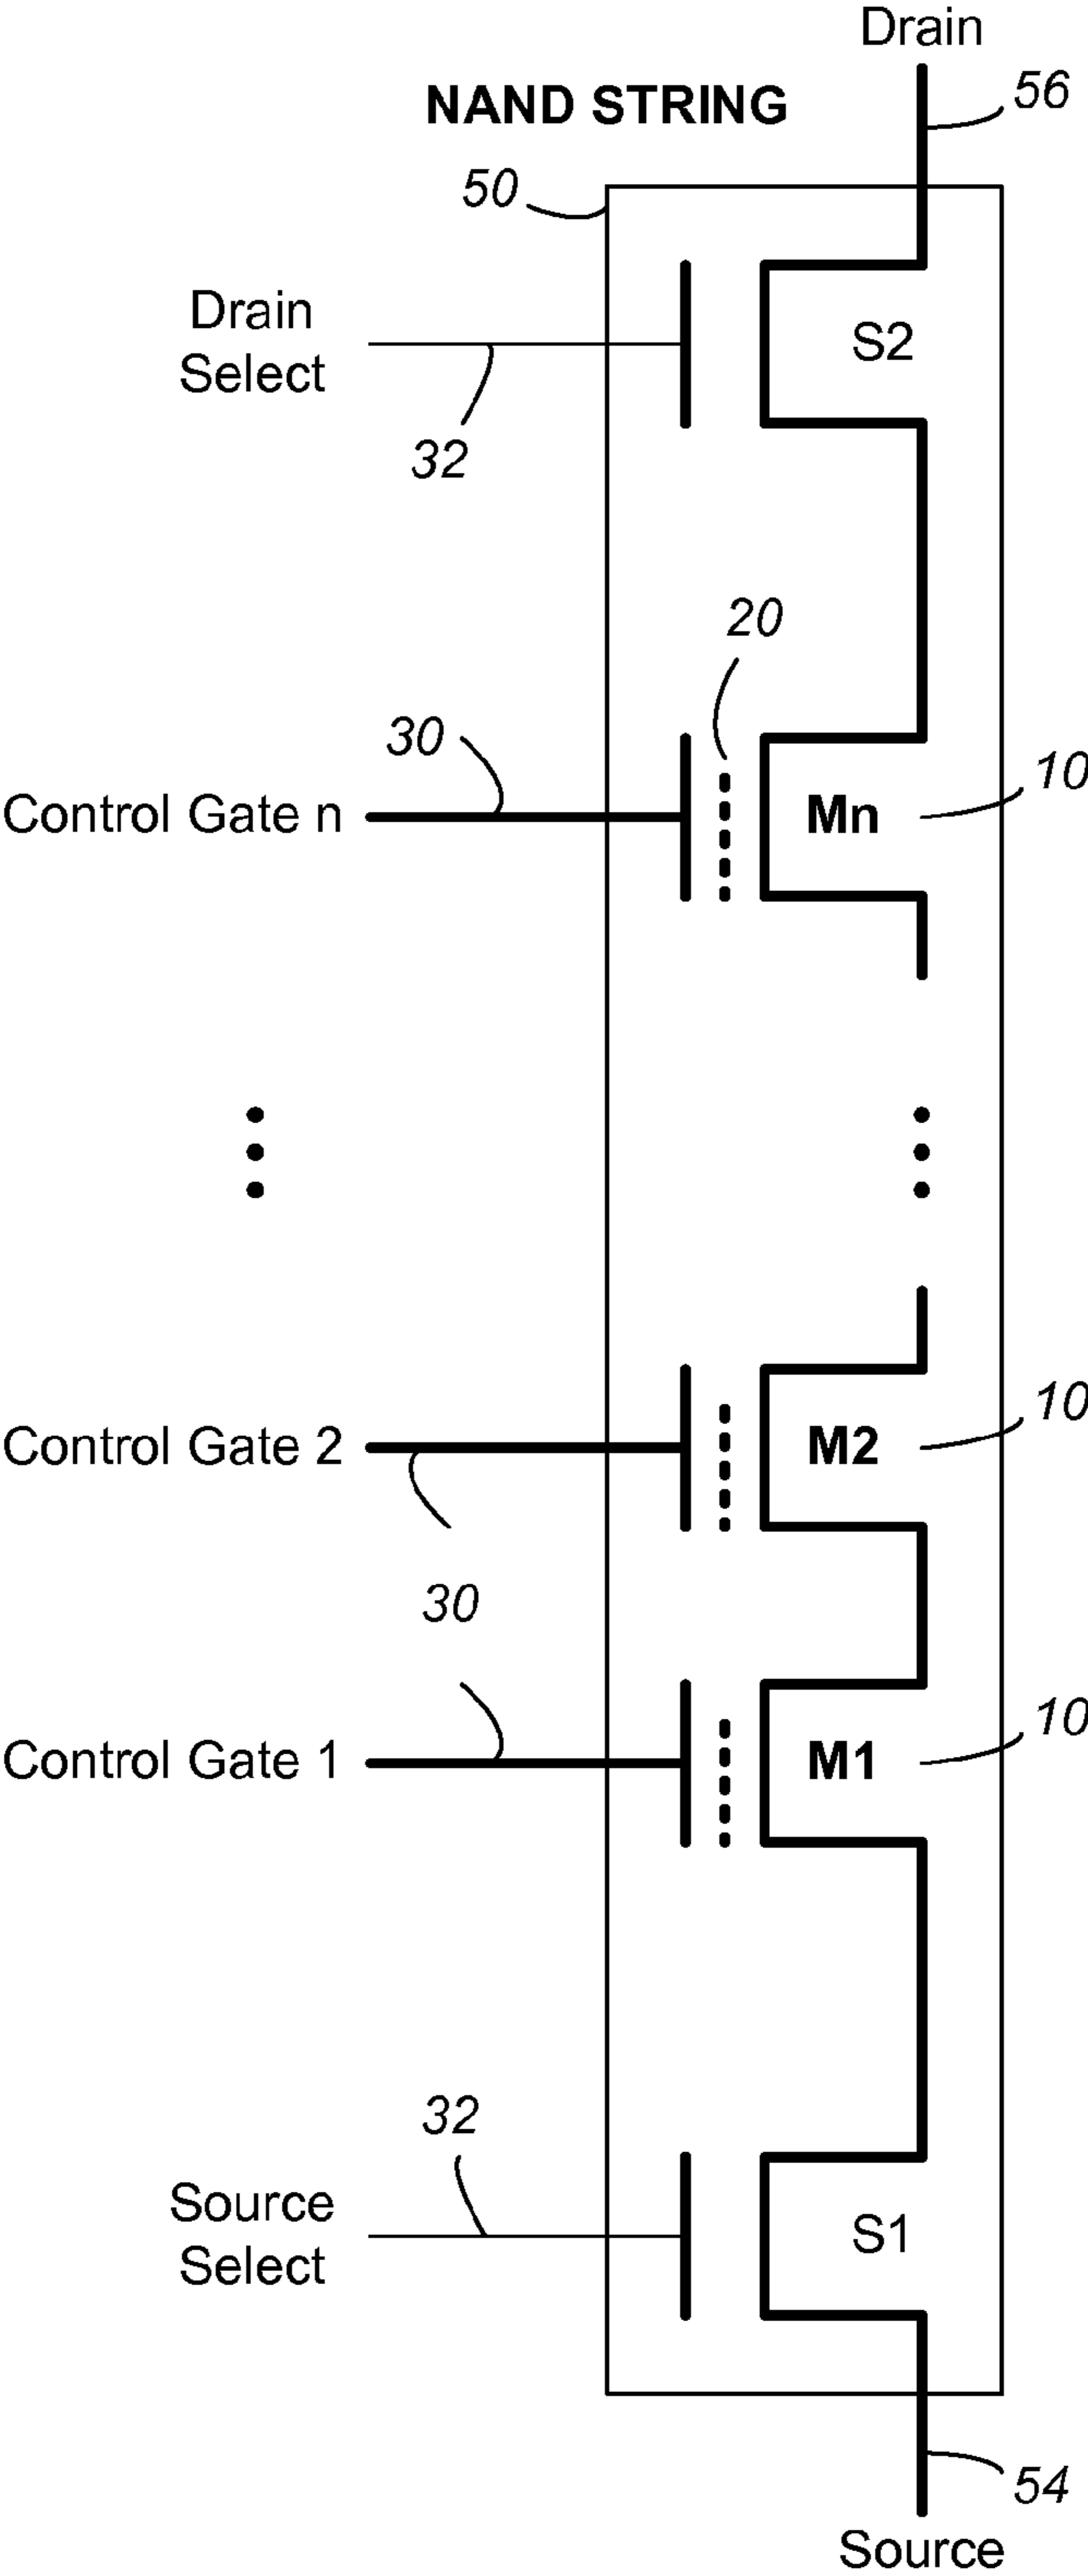 Drain
NAND STRING
56
50
Drain
Select
S2
32
20
30
10
Control Gate n
Mn
10
Control Gate 2
M2
30
10
Control Gate 1
M1
32
Source
Select
S1
54
Source